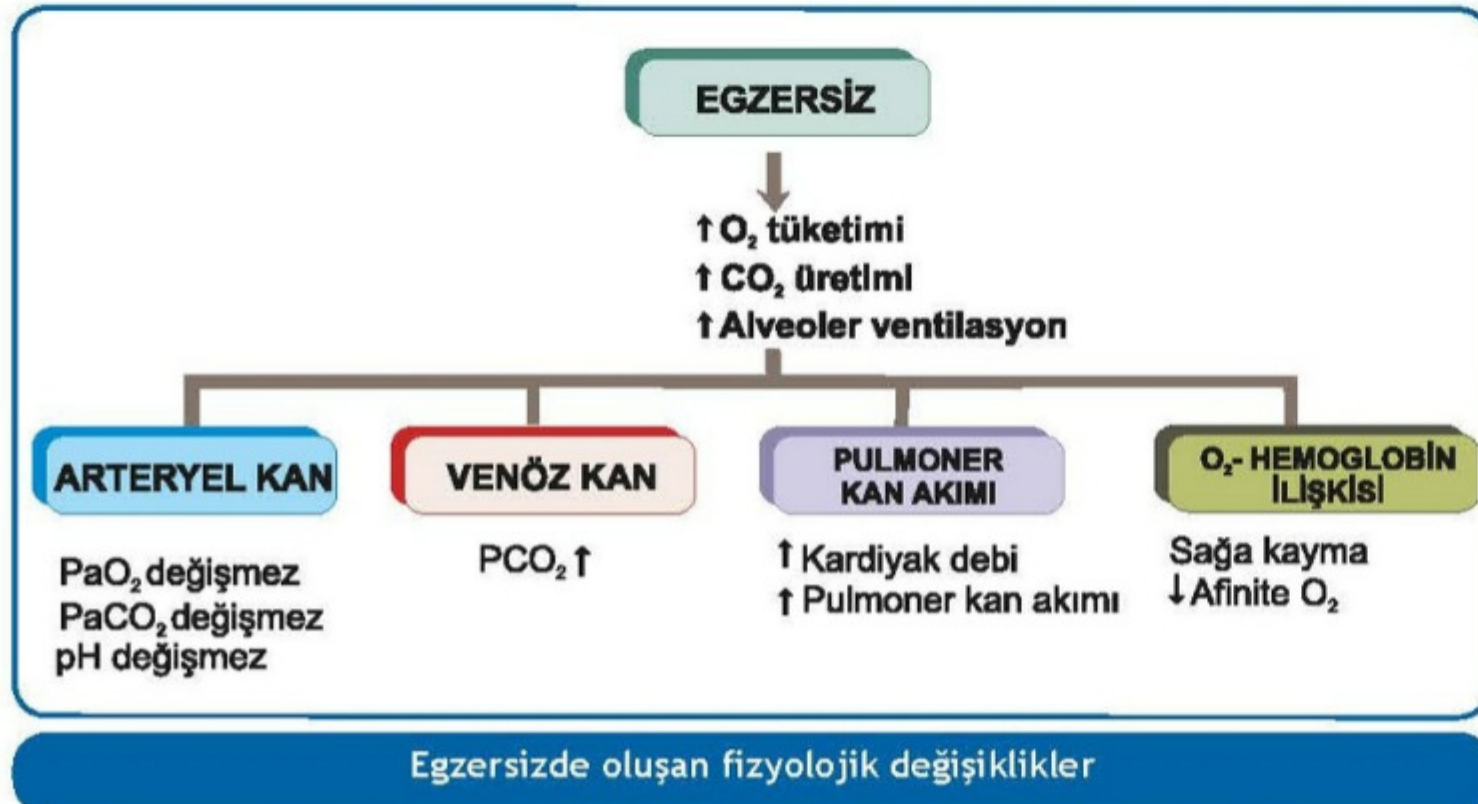 EGZERSİZ
↑ O₂ tüketimi
↑ CO₂ üretimi
↑ Alveoler ventilasyon
ARTERYEL KAN
PaO₂ değişmez
PaCO₂ değişmez
pH değişmez
VENÖZ KAN
PCO₂ ↑
PULMONER
KAN AKIMI
↑ Kardiyak debi
↑ Pulmoner kan akımı
O₂- HEMOGLOBİN
İLİŞKİSİ
Sağa kayma
↓ Afinite O₂
Egzersizde oluşan fizyolojik değişiklikler